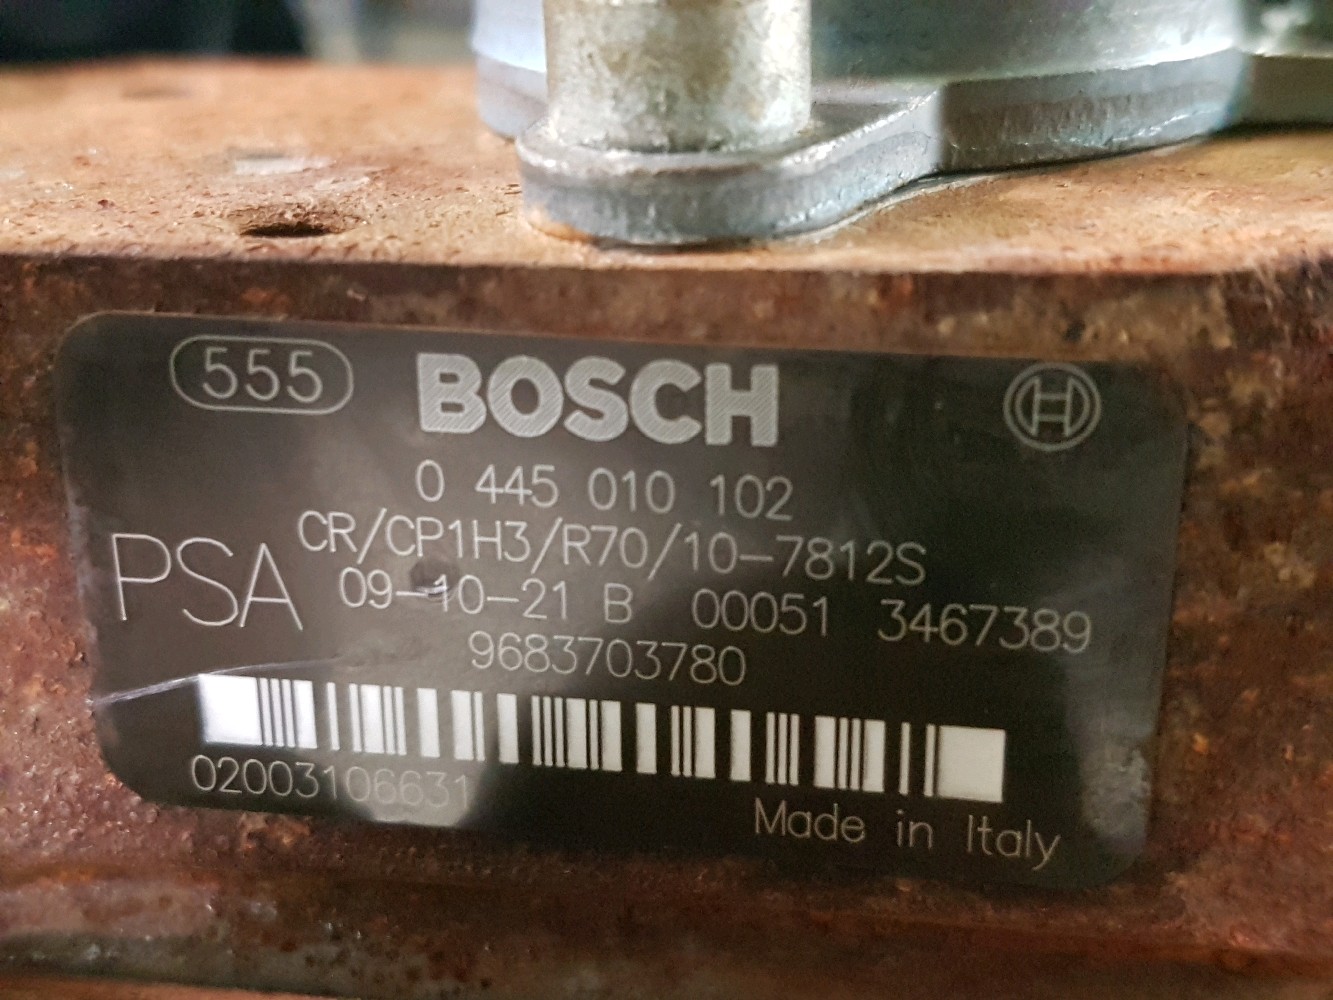 555 BOSCH
0 445 010 102
CR/CP1H3/R70/10-7812S
PSA
09-10-21 B 00051 3467389
9683703780
02003106631
Made in Italy